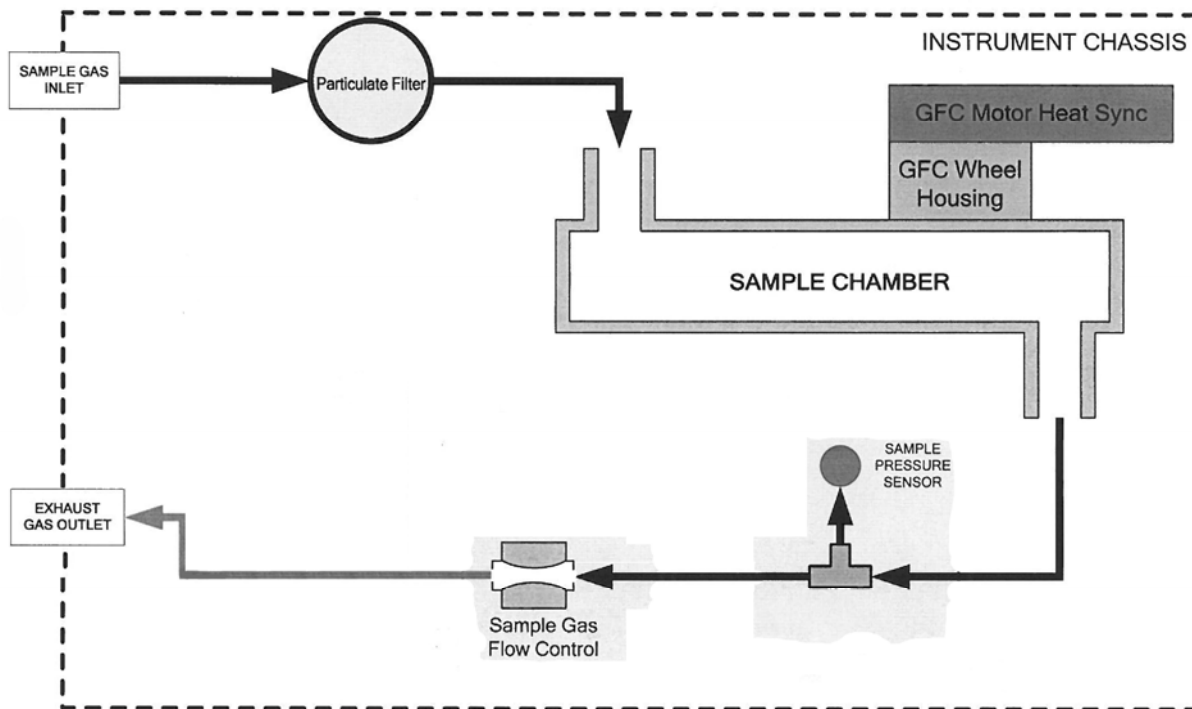 INSTRUMENT CHASSIS
SAMPLE GAS
INLET
Particulate Filter
GFC Motor Heat Sync
GFC Wheel
Housing
SAMPLE CHAMBER
SAMPLE
PRESSURE
SENSOR
EXHAUST
GAS OUTLET
Sample Gas
Flow Control